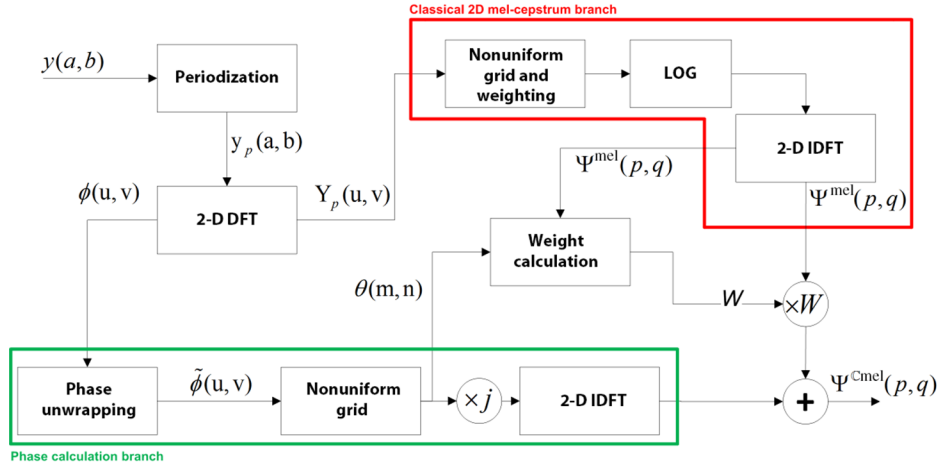 Classical 2D mel-cepstrum branch
y(a,b)
Periodization
Nonuniform
grid and
weighting
LOG
y_p(a,b)
2-D IDFT
Ψ^mel(p,q)
ϕ(u,v)
2-D DFT
Y_p(u,v)
Ψ^mel(p,q)
Weight
calculation
θ(m,n)
W
×W
Phase
unwrapping
ϕ̃(u,v)
Nonuniform
grid
×j
2-D IDFT
+
Ψ^ℂmel(p,q)
Phase calculation branch